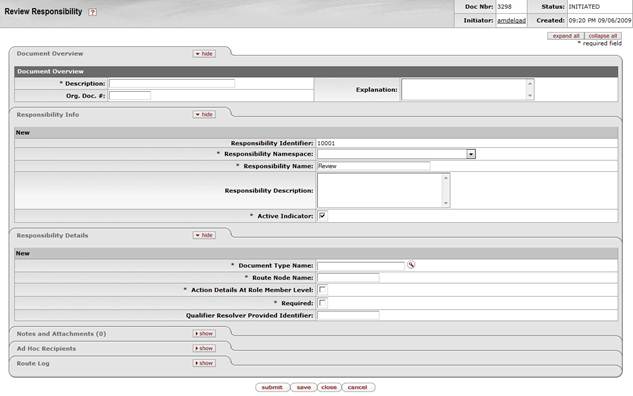 Review Responsibility ?
Doc Nbr: 3298 Status: INITIATED
Initiator: amdelgad Created: 09:20 PM 09/06/2009
expand all collapse all
* required field
Document Overview hide
Document Overview
* Description: Explanation:
Org. Doc. #:
Responsibility Info hide
New
Responsibility Identifier: 10001
* Responsibility Namespace:
* Responsibility Name: Review
Responsibility Description:
* Active Indicator:
Responsibility Details hide
New
* Document Type Name:
* Route Node Name:
* Action Details At Role Member Level:
* Required:
Qualifier Resolver Provided Identifier:
Notes and Attachments (0) show
Ad Hoc Recipients show
Route Log show
submit save close cancel